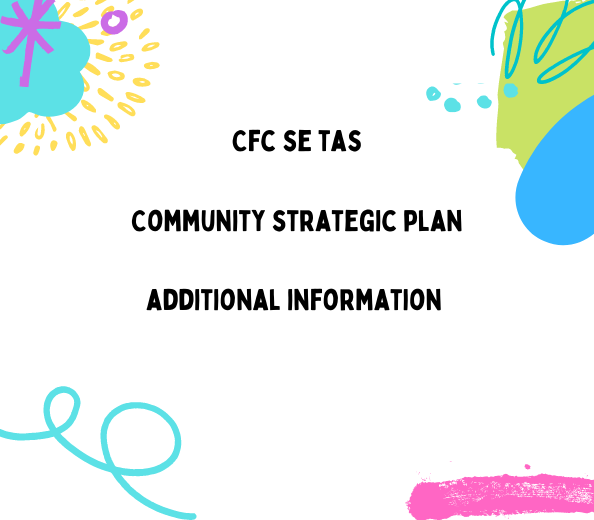 CFC SE TAS
COMMUNITY STRATEGIC PLAN
ADDITIONAL INFORMATION